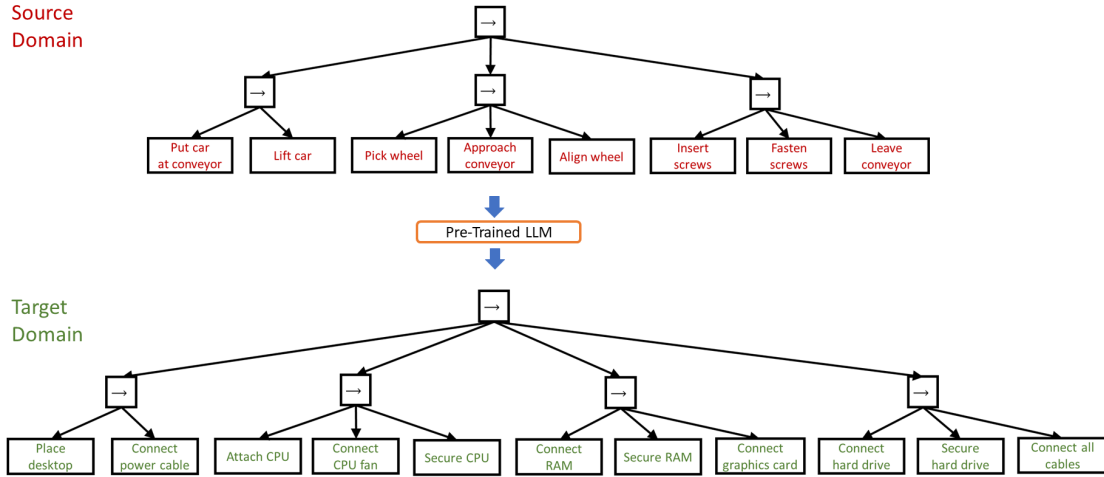 Source
Domain
→
→
→
→
Put car
at conveyor
Lift car
Pick wheel
Approach
conveyor
Align wheel
Insert
screws
Fasten
screws
Leave
conveyor
Pre-Trained LLM
Target
Domain
→
→
→
→
→
Place
desktop
Connect
power cable
Attach CPU
Connect
CPU fan
Secure CPU
Connect
RAM
Secure RAM
Connect
graphics card
Connect
hard drive
Secure
hard drive
Connect all
cables